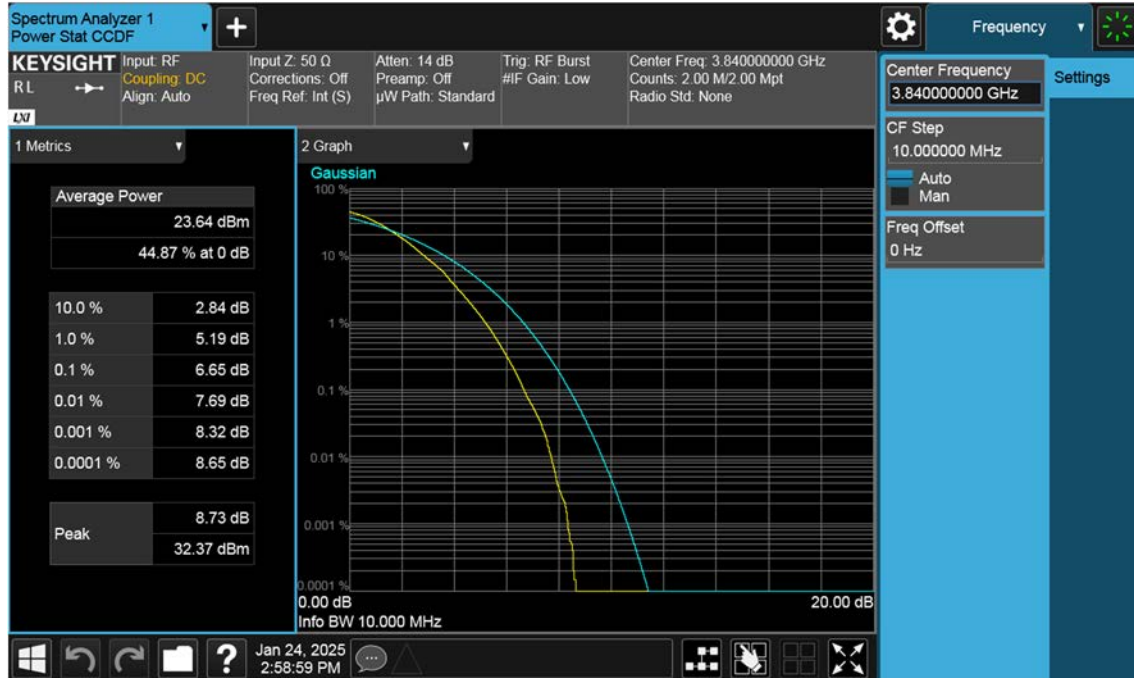 Spectrum Analyzer 1
Power Stat CCDF
Frequency
KEYSIGHT
RL
LXI
Input: RF
Coupling: DC
Align: Auto
Input Z: 50 Ω
Corrections: Off
Freq Ref: Int (S)
Atten: 14 dB
Preamp: Off
µW Path: Standard
Trig: RF Burst
#IF Gain: Low
Center Freq: 3.840000000 GHz
Counts: 2.00 M/2.00 Mpt
Radio Std: None
Center Frequency
3.840000000 GHz
Settings
CF Step
10.000000 MHz
Auto
Man
Freq Offset
0 Hz
1 Metrics
Average Power
23.64 dBm
44.87 % at 0 dB
10.0 % 2.84 dB
1.0 % 5.19 dB
0.1 % 6.65 dB
0.01 % 7.69 dB
0.001 % 8.32 dB
0.0001 % 8.65 dB
Peak
8.73 dB
32.37 dBm
2 Graph
Gaussian
100 %
10 %
1 %
0.1 %
0.01 %
0.001 %
0.0001 %
0.00 dB 20.00 dB
Info BW 10.000 MHz
?
Jan 24, 2025
2:58:59 PM